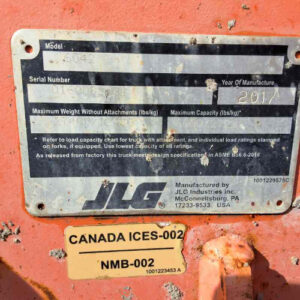 Model
Serial Number
Year Of Manufacture
2017
Maximum Weight Without Attachments (lbs/kg)
Maximum Capacity (lbs/kg)*
Refer to load capacity chart for truck with attachment, and individual load ratings stamped
on forks, if equipped. Use lowest capacity of all ratings.
As released from factory this truck meets design specification in ASME B56.6-2016
JLG
Manufactured by
JLG Industries Inc.
McConnellsburg, PA
17233-9533 USA
1001229575C
CANADA ICES-002
NMB-002
1001223453 A